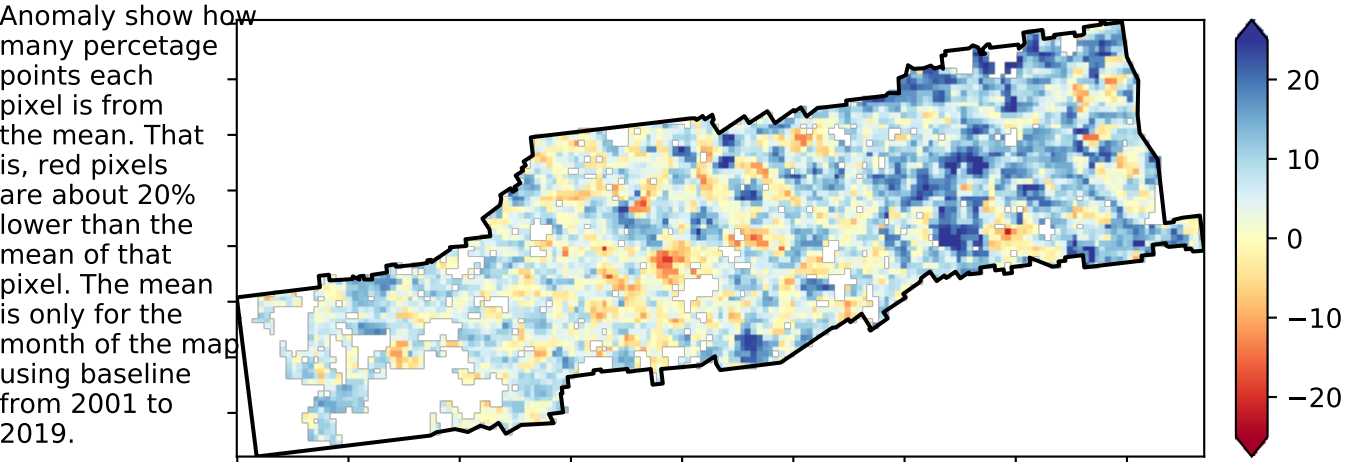 Anomaly show how
many percetage
points each
pixel is from
the mean. That
is, red pixels
are about 20%
lower than the
mean of that
pixel. The mean
is only for the
month of the map
using baseline
from 2001 to
2019.
20
10
0
−10
−20